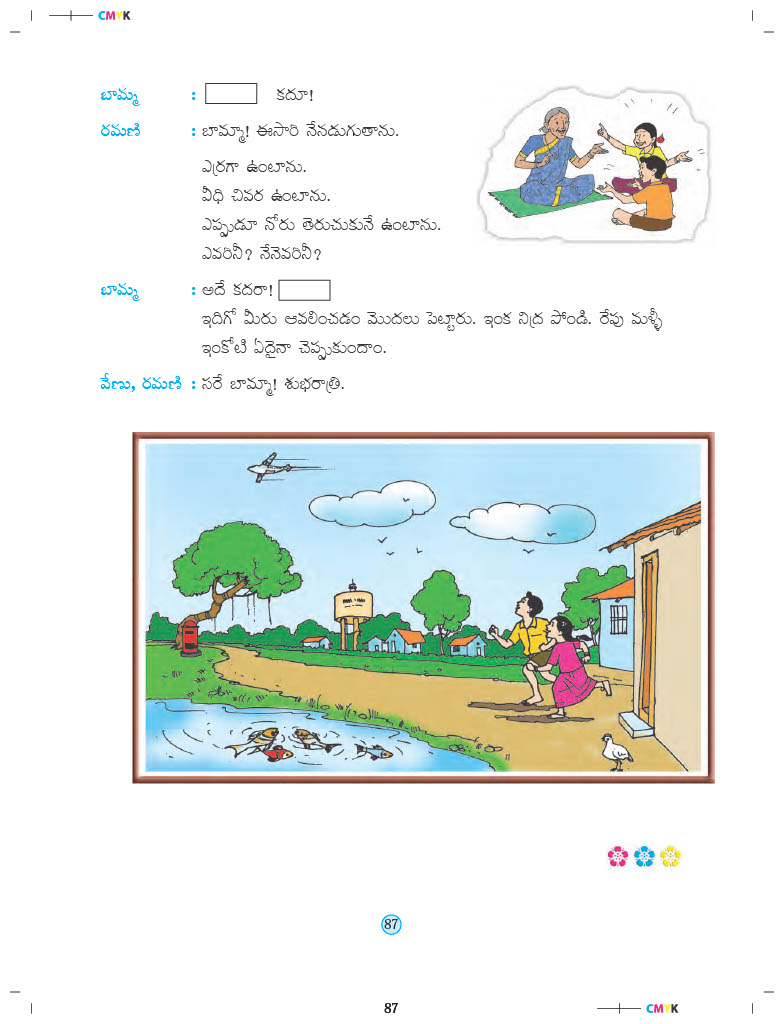 CMYK
బామ్మ : కదూ!
రమణి : బామ్మా! ఈసారి నేనడుగుతాను.
ఎర్రగా ఉంటాను.
వీధి చివర ఉంటాను.
ఎప్పుడూ నోరు తెరుచుకునే ఉంటాను.
ఎవరినీ? నేనెవరినీ?
బామ్మ : అదే కదరా!
ఇదిగో మీరు ఆవలించడం మొదలు పెట్టారు. ఇంక నిద్ర పోండి. రేపు మళ్ళీ
ఇంకోటి ఏదైనా చెప్పుకుందాం.
వేణు, రమణి : సరే బామ్మా! శుభరాత్రి.
87
87
CMYK